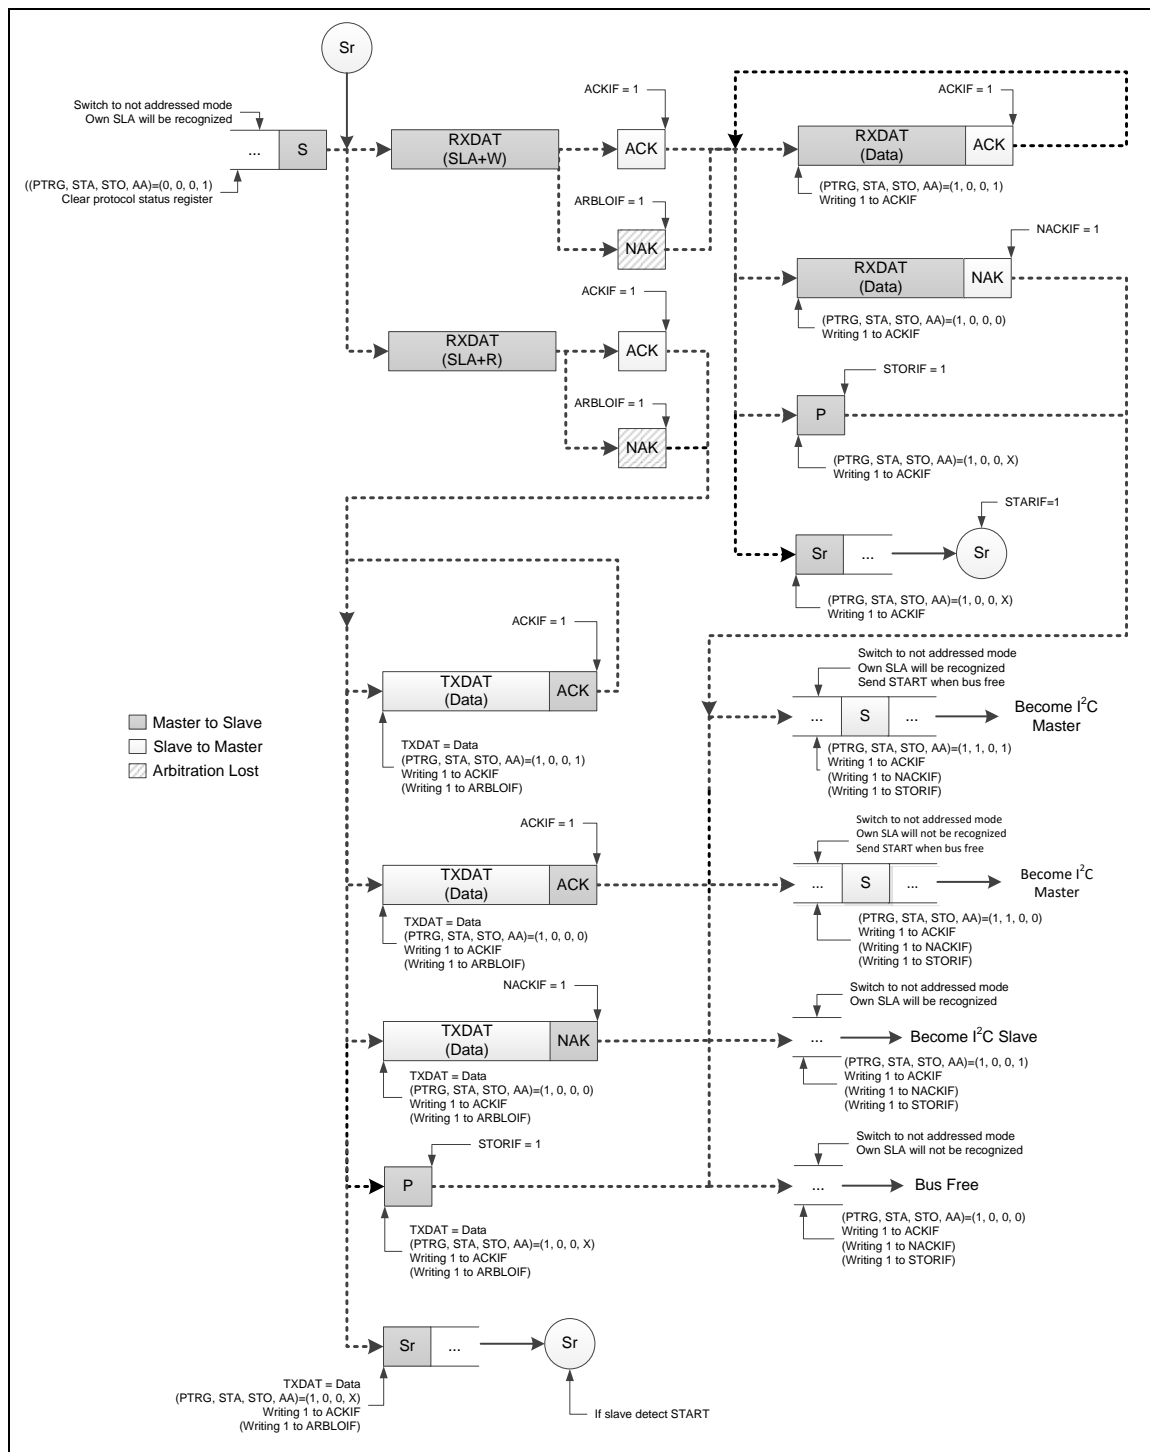 Sr
Switch to not addressed mode
Own SLA will be recognized
...
S
((PTRG, STA, STO, AA)=(0, 0, 0, 1)
Clear protocol status register
RXDAT
(SLA+W)
ACKIF = 1
ACK
ARBLOIF = 1
NAK
RXDAT
(SLA+R)
ACKIF = 1
ACK
ARBLOIF = 1
NAK
ACKIF = 1
RXDAT
(Data)
ACK
(PTRG, STA, STO, AA)=(1, 0, 0, 1)
Writing 1 to ACKIF
NACKIF = 1
RXDAT
(Data)
NAK
(PTRG, STA, STO, AA)=(1, 0, 0, 0)
Writing 1 to ACKIF
STORIF = 1
P
(PTRG, STA, STO, AA)=(1, 0, 0, X)
Writing 1 to ACKIF
STARIF=1
Sr
...
Sr
(PTRG, STA, STO, AA)=(1, 0, 0, X)
Writing 1 to ACKIF
Master to Slave
Slave to Master
Arbitration Lost
ACKIF = 1
TXDAT
(Data)
ACK
TXDAT = Data
(PTRG, STA, STO, AA)=(1, 0, 0, 1)
Writing 1 to ACKIF
(Writing 1 to ARBLOIF)
ACKIF = 1
TXDAT
(Data)
ACK
TXDAT = Data
(PTRG, STA, STO, AA)=(1, 0, 0, 0)
Writing 1 to ACKIF
(Writing 1 to ARBLOIF)
NACKIF = 1
TXDAT
(Data)
NAK
TXDAT = Data
(PTRG, STA, STO, AA)=(1, 0, 0, 0)
Writing 1 to ACKIF
(Writing 1 to ARBLOIF)
STORIF = 1
P
TXDAT = Data
(PTRG, STA, STO, AA)=(1, 0, 0, X)
Writing 1 to ACKIF
(Writing 1 to ARBLOIF)
Sr
...
Sr
TXDAT = Data
(PTRG, STA, STO, AA)=(1, 0, 0, X)
Writing 1 to ACKIF
(Writing 1 to ARBLOIF)
If slave detect START
Switch to not addressed mode
Own SLA will be recognized
Send START when bus free
...
S
...
Become I²C
Master
(PTRG, STA, STO, AA)=(1, 1, 0, 1)
Writing 1 to ACKIF
(Writing 1 to NACKIF)
(Writing 1 to STORIF)
Switch to not addressed mode
Own SLA will not be recognized
Send START when bus free
...
S
...
Become I²C
Master
(PTRG, STA, STO, AA)=(1, 1, 0, 0)
Writing 1 to ACKIF
(Writing 1 to NACKIF)
(Writing 1 to STORIF)
Switch to not addressed mode
Own SLA will be recognized
...
Become I²C Slave
(PTRG, STA, STO, AA)=(1, 0, 0, 1)
Writing 1 to ACKIF
(Writing 1 to NACKIF)
(Writing 1 to STORIF)
Switch to not addressed mode
Own SLA will not be recognized
...
Bus Free
(PTRG, STA, STO, AA)=(1, 0, 0, 0)
Writing 1 to ACKIF
(Writing 1 to NACKIF)
(Writing 1 to STORIF)